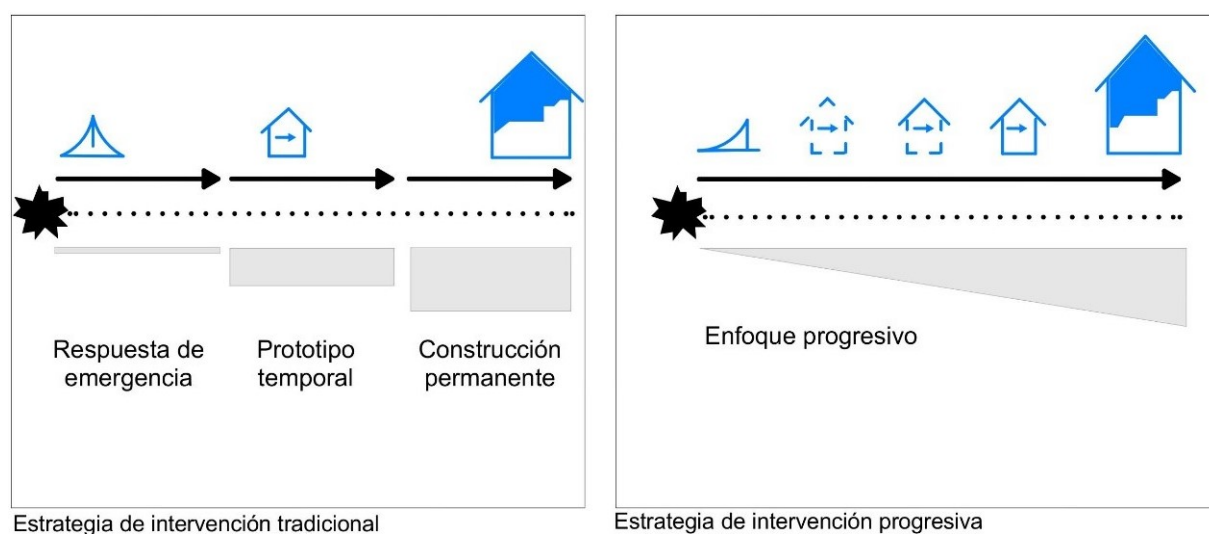 Respuesta de
emergencia
Prototipo
temporal
Construcción
permanente
Estrategia de intervención tradicional
Enfoque progresivo
Estrategia de intervención progresiva